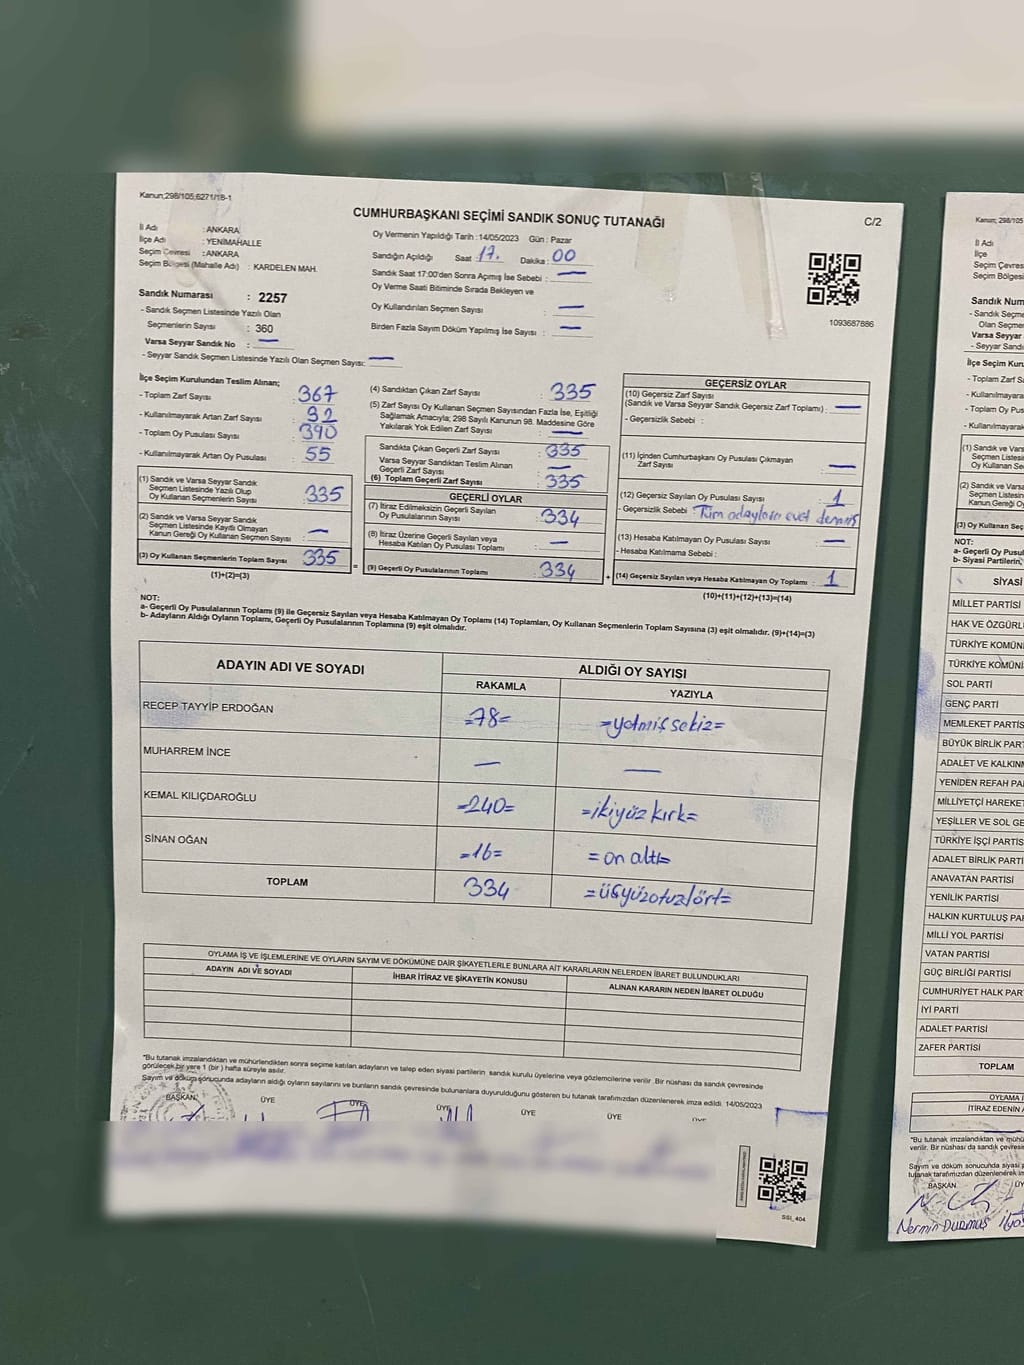 Kanun;298/105;6271/18-1
CUMHURBAŞKANI SEÇİMİ SANDIK SONUÇ TUTANAĞI
C/2
İl Adı : ANKARA
İlçe Adı : YENİMAHALLE
Seçim Çevresi : ANKARA
Seçim Bölgesi (Mahalle Adı) : KARDELEN MAH.
Sandık Numarası : 2257
- Sandık Seçmen Listesinde Yazılı Olan
Seçmenlerin Sayısı : 360
Varsa Seyyar Sandık No : —
- Seyyar Sandık Seçmen Listesinde Yazılı Olan Seçmen Sayısı: —
Oy Vermenin Yapıldığı Tarih : 14/05/2023 Gün : Pazar
Sandığın Açıldığı Saat : 17. Dakika : 00
Sandık Saat 17:00'den Sonra Açımış İse Sebebi : —
Oy Verme Saati Bitiminde Sırada Bekleyen ve
Oy Kullandırılan Seçmen Sayısı : —
Birden Fazla Sayım Döküm Yapılmış İse Sayısı : —
1093687886
İlçe Seçim Kurulundan Teslim Alınan;
- Toplam Zarf Sayısı : 367
- Kullanılmayarak Artan Zarf Sayısı : 32
- Toplam Oy Pusulası Sayısı : 390
- Kullanılmayarak Artan Oy Pusulası : 55
(1) Sandık ve Varsa Seyyar Sandık
Seçmen Listesinde Yazılı Olup
Oy Kullanan Seçmenlerin Sayısı : 335
(2) Sandık ve Varsa Seyyar Sandık
Seçmen Listesinde Kayıtlı Olmayan
Kanun Gereği Oy Kullanan Seçmen Sayısı : —
(3) Oy Kullanan Seçmenlerin Toplam Sayısı : 335
(1)+(2)=(3)
(4) Sandıktan Çıkan Zarf Sayısı : 335
(5) Zarf Sayısı Oy Kullanan Seçmen Sayısından Fazla İse, Eşitliği
Sağlamak Amacıyla; 298 Sayılı Kanunun 98. Maddesine Göre
Yakılarak Yok Edilen Zarf Sayısı : —
Sandıkta Çıkan Geçerli Zarf Sayısı : 335
Varsa Seyyar Sandıktan Teslim Alınan
Geçerli Zarf Sayısı : —
(6) Toplam Geçerli Zarf Sayısı : 335
GEÇERLİ OYLAR
(7) İtiraz Edilmeksizin Geçerli Sayılan
Oy Pusulalarının Sayısı : 334
(8) İtiraz Üzerine Geçerli Sayılan veya
Hesaba Katılan Oy Pusulası Toplamı : —
(9) Geçerli Oy Pusulalarının Toplamı : 334
GEÇERSİZ OYLAR
(10) Geçersiz Zarf Sayısı
(Sandık ve Varsa Seyyar Sandık Geçersiz Zarf Toplamı) : —
- Geçersizlik Sebebi :
(11) İçinden Cumhurbaşkanı Oy Pusulası Çıkmayan
Zarf Sayısı : —
(12) Geçersiz Sayılan Oy Pusulası Sayısı : 1
- Geçersizlik Sebebi : Tüm adaylara evet denmiş
(13) Hesaba Katılmayan Oy Pusulası Sayısı : —
- Hesaba Katılmama Sebebi :
(14) Geçersiz Sayılan veya Hesaba Katılmayan Oy Toplamı : 1
(10)+(11)+(12)+(13)=(14)
NOT:
a- Geçerli Oy Pusulalarının Toplamı (9) ile Geçersiz Sayılan veya Hesaba Katılmayan Oy Toplamı (14) Toplamları, Oy Kullanan Seçmenlerin Toplam Sayısına (3) eşit olmalıdır. (9)+(14)=(3)
b- Adayların Aldığı Oyların Toplamı, Geçerli Oy Pusulalarının Toplamına (9) eşit olmalıdır.
ADAYIN ADI VE SOYADI ALDIĞI OY SAYISI
RAKAMLA YAZIYLA
RECEP TAYYİP ERDOĞAN =78= =yetmiş sekiz=
MUHARREM İNCE — —
KEMAL KILIÇDAROĞLU =240= =ikiyüz kırk=
SİNAN OĞAN =16= =on altı=
TOPLAM 334 =üçyüzotuzdört=
OYLAMA İŞ VE İŞLEMLERİNE VE OYLARIN SAYIM VE DÖKÜMÜNE DAİR ŞİKAYETLERLE BUNLARA AİT KARARLARIN NELERDEN İBARET BULUNDUKLARI
ADAYIN ADI VE SOYADI İHBAR İTİRAZ VE ŞİKAYETİN KONUSU ALINAN KARARIN NEDEN İBARET OLDUĞU
*Bu tutanak imzalandıktan ve mühürlendikten sonra seçime katılan adayların ve talep eden siyasi partilerin sandık kurulu üyelerine veya gözlemcilerine verilir. Bir nüshası da sandık çevresinde
görülecek bir yere 1 (bir) hafta süreyle asılır.
Sayım ve döküm sonucunda adayların aldığı oyların sayılarını ve bunların sandık çevresinde bulunanlara duyurulduğunu gösteren bu tutanak tarafımızdan düzenlenerek imza edildi. 14/05/2023
BAŞKAN ÜYE ÜYE ÜYE ÜYE ÜYE ÜYE
SSI_404
Kanun; 298/105
İl Adı
İlçe
Seçim Çevres
Seçim Bölges
Sandık Num
- Sandık Seçme
Olan Seçmen
Varsa Seyyar
- Seyyar Sandı
İlçe Seçim Kuru
- Toplam Zarf S
- Kullanılmayara
- Toplam Oy Pus
- Kullanılmayarak
(1) Sandık ve Vars
Seçmen Listesin
Oy Kullanan Seç
(2) Sandık ve Varsa
Seçmen Listesin
Kanun Gereği O
(3) Oy Kullanan Seç
NOT:
a- Geçerli Oy Pusu
b- Siyasi Partilerin,
SİYASİ
MİLLET PARTİSİ
HAK VE ÖZGÜRL
TÜRKİYE KOMÜN
TÜRKİYE KOMÜNİ
SOL PARTİ
GENÇ PARTİ
MEMLEKET PARTİS
BÜYÜK BİRLİK PART
ADALET VE KALKINM
YENİDEN REFAH PA
MİLLİYETÇİ HAREKET
YEŞİLLER VE SOL GE
TÜRKİYE İŞÇİ PARTİS
ADALET BİRLİK PARTİ
ANAVATAN PARTİSİ
YENİLİK PARTİSİ
HALKIN KURTULUŞ PA
MİLLİ YOL PARTİSİ
VATAN PARTİSİ
GÜÇ BİRLİĞİ PARTİSİ
CUMHURİYET HALK PAR
İYİ PARTİ
ADALET PARTİSİ
ZAFER PARTİSİ
TOPLAM
OYLAMA İ
İTİRAZ EDENİN A
*Bu tutanak imzalandıktan ve mühü
verilir. Bir nüshası da sandık çevresin
Sayım ve döküm sonucunda siyasi p
tutanak tarafımızdan düzenlenerek im
BAŞKAN ÜY
Nermin DURMUŞ